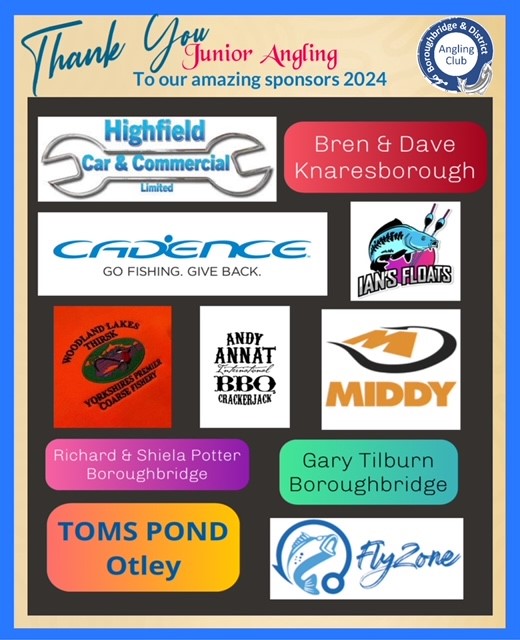 Thank You
Junior Angling
To our amazing sponsors 2024
Boroughbridge & District
Angling
Club
Highfield
Car & Commercial
Limited
Bren & Dave
Knaresborough
CADENCE
GO FISHING. GIVE BACK.
IAN'S FLOATS
WOODLAND LAKES
THIRSK
YORKSHIRES PREMIER
COARSE FISHERY
ANDY
ANNAT
International
BBQ
CRACKERJACK
M
MIDDY
Richard & Shiela Potter
Boroughbridge
Gary Tilburn
Boroughbridge
TOMS POND
Otley
FlyZone